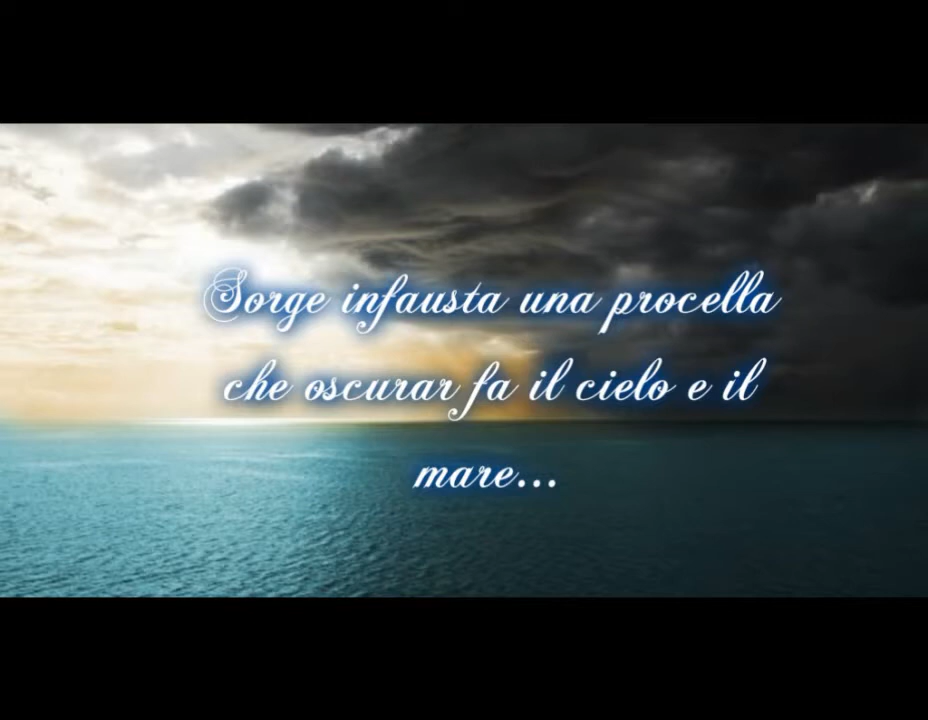 Sorge infausta una procella
che oscurar fa il cielo e il
mare...